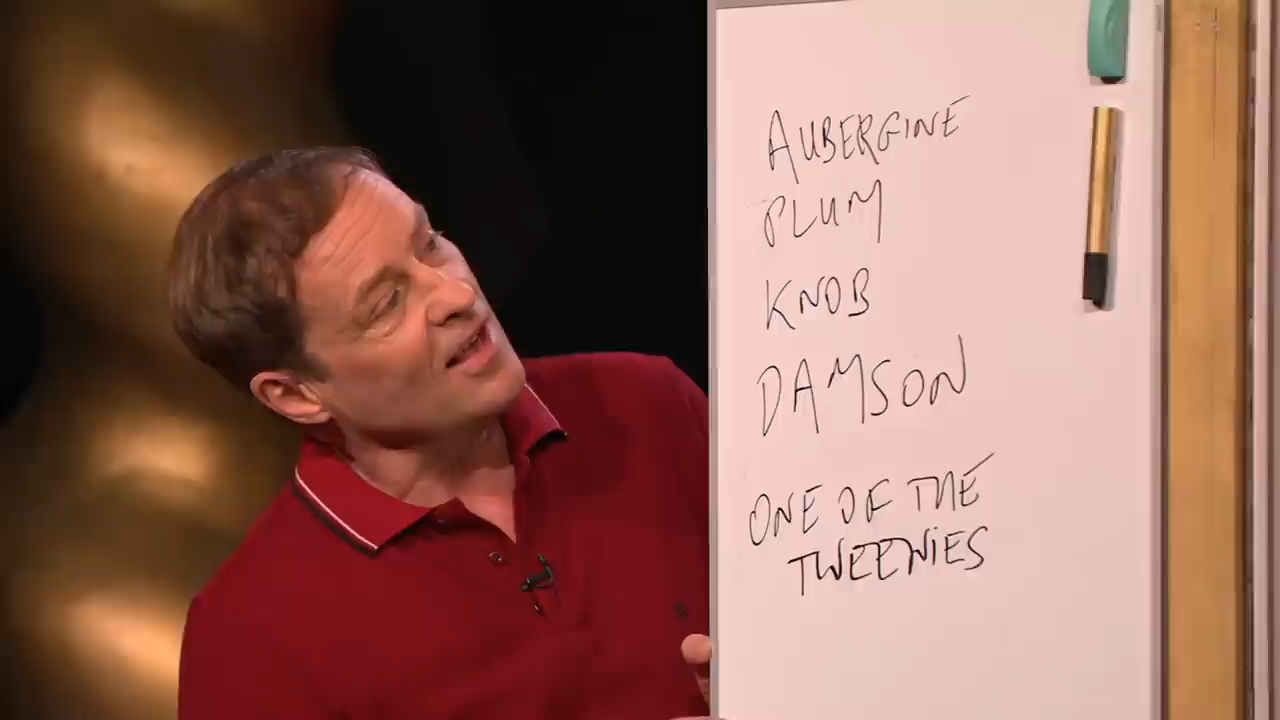 AUBERGINE
PLUM
KNOB
DAMSON
ONE OF THE
TWEENIES